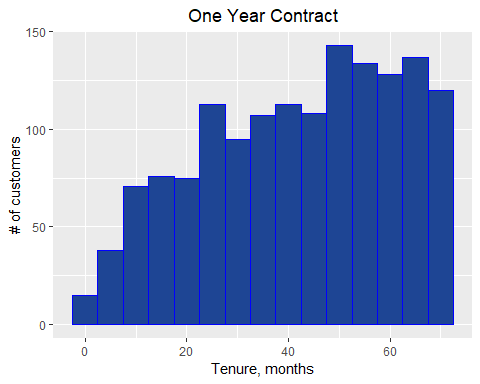 One Year Contract
# of customers
150
100
50
0
0 20 40 60
Tenure, months